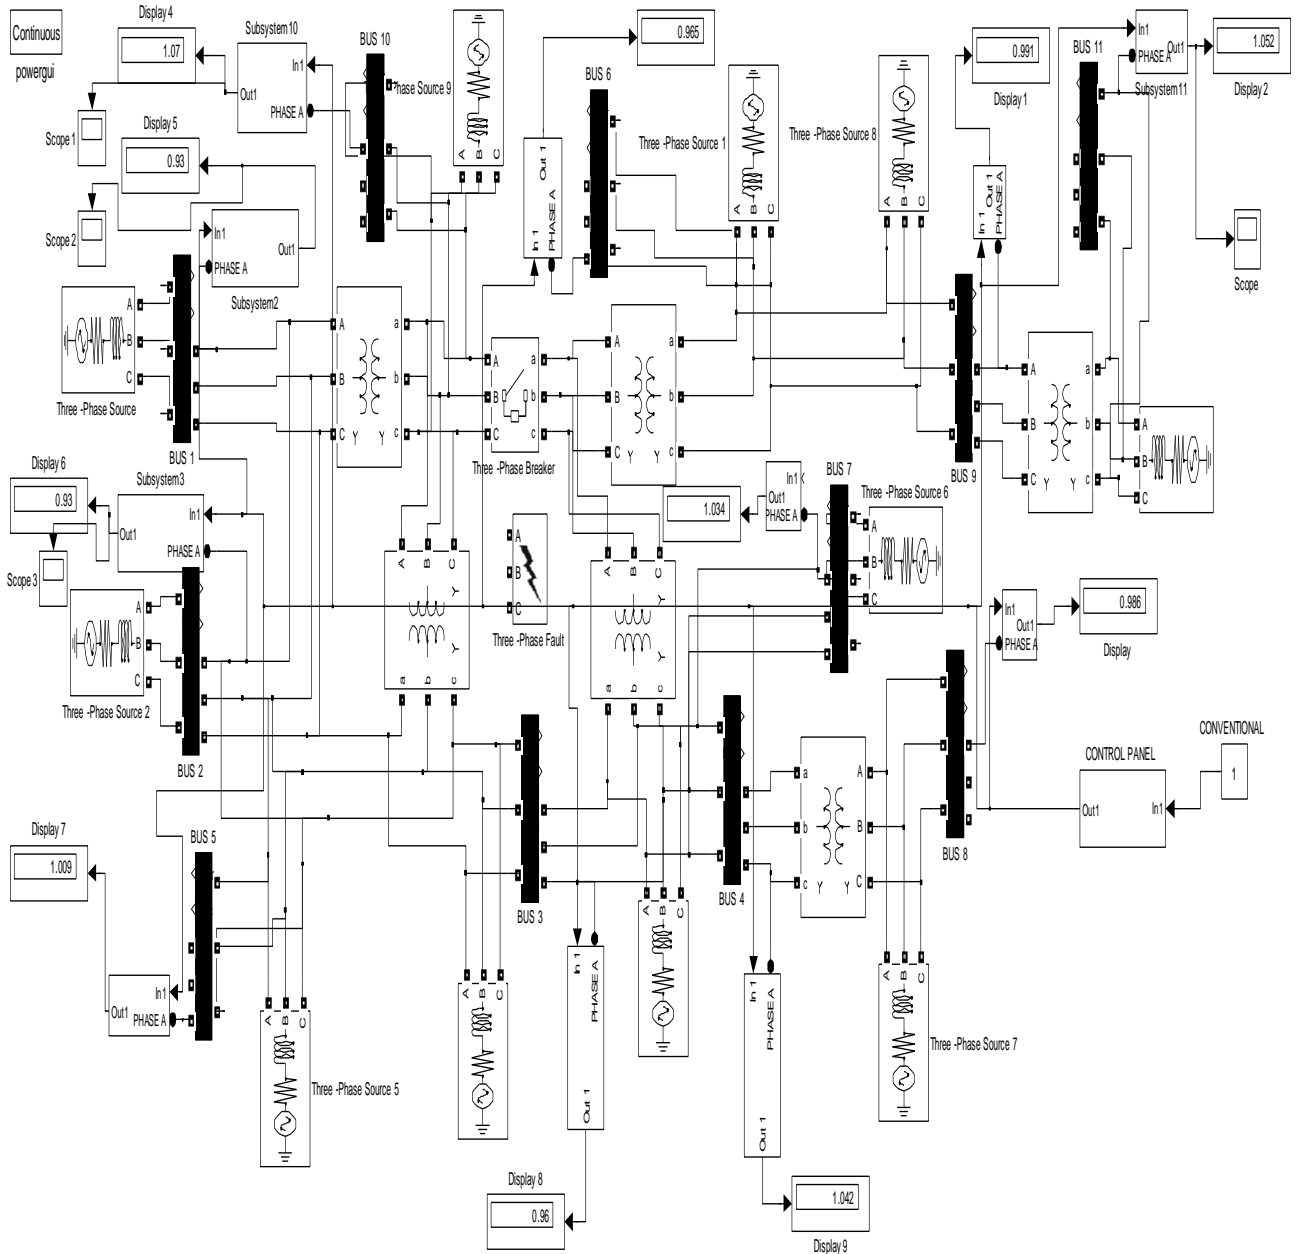 Continuous
powergui
Display 4
1.07
Subsystem10
In1
Out1
PHASE A
Scope 1
Display 5
0.93
Scope 2
In1
Out1
PHASE A
Subsystem2
BUS 10
hase Source 9
A B C
BUS 6
0.965
Out 1
In 1
PHASE A
Three -Phase Source 1
A B C
Three -Phase Source 8
A B C
0.991
Display 1
Out 1
In 1
PHASE A
BUS 11
In1
Out1
PHASE A
Subsystem11
1.052
Display 2
Scope
A
B
C
Three -Phase Source
BUS 1
A a
B b
C c
Y Y
A a
B b
C c
Three -Phase Breaker
A a
B b
C c
Y Y
BUS 9
A a
B b
C c
Y Y
A
B
C
Display 6
0.93
Subsystem3
In1
Out1
PHASE A
Scope 3
A
B
C
Three -Phase Source 2
BUS 2
A B C
Y
Y
a b c
A
B
C
Three -Phase Fault
A B C
Y
Y
a b c
1.034
In1
Out1
PHASE A
BUS 7
Three -Phase Source 6
A
B
C
In1
Out1
PHASE A
0.986
Display
BUS 3
BUS 4
a A
b B
c C
Y Y
BUS 8
CONTROL PANEL
Out1 In1
CONVENTIONAL
1
Display 7
1.009
BUS 5
In1
Out1
PHASE A
A B C
Three -Phase Source 5
A B C
In 1
PHASE A
Out 1
A B C
In 1
PHASE A
Out 1
A B C
Three -Phase Source 7
Display 8
0.96
1.042
Display 9